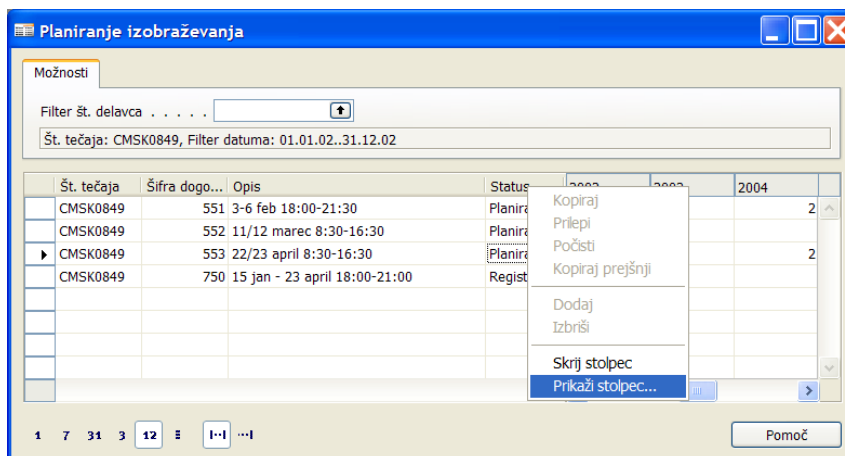 Planiranje izobraževanja
Možnosti
Filter št. delavca . . . . .
Št. tečaja: CMSK0849, Filter datuma: 01.01.02..31.12.02
Št. tečaja Šifra dogo... Opis Status 2002 2003 2004
CMSK0849 551 3-6 feb 18:00-21:30 Planira 2
CMSK0849 552 11/12 marec 8:30-16:30 Planira
CMSK0849 553 22/23 april 8:30-16:30 Planira 2
CMSK0849 750 15 jan - 23 april 18:00-21:00 Regist
Kopiraj
Prilepi
Počisti
Kopiraj prejšnji
Dodaj
Izbriši
Skrij stolpec
Prikaži stolpec...
1 7 31 3 12 Pomoč